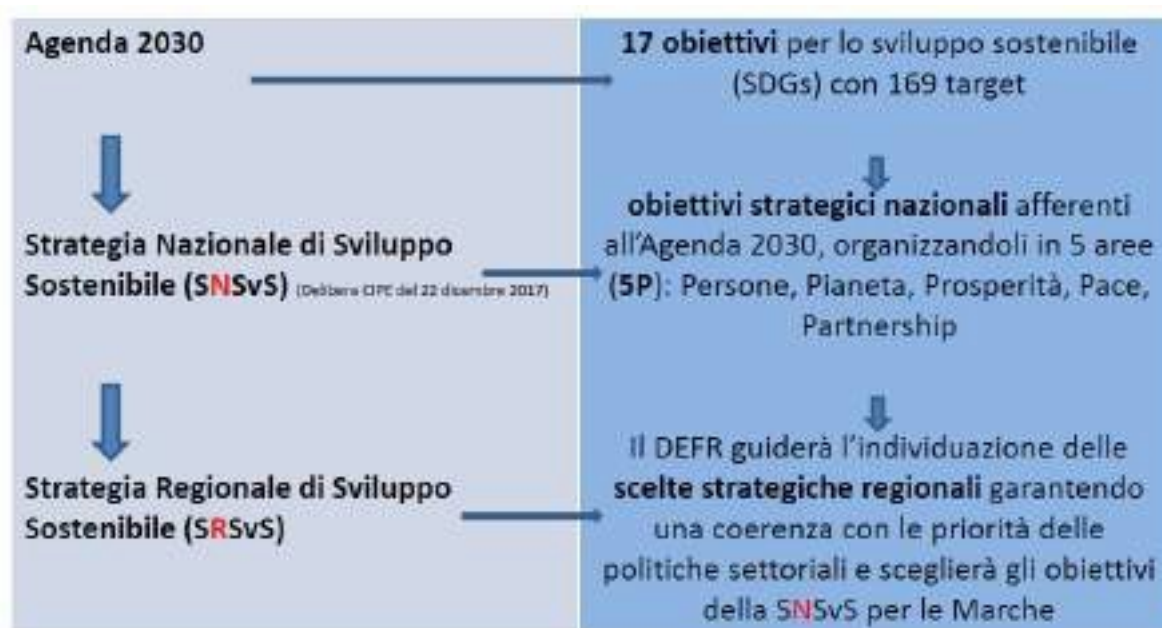 Agenda 2030
17 obiettivi per lo sviluppo sostenibile
(SDGs) con 169 target
Strategia Nazionale di Sviluppo
Sostenibile (SNSvS) (Delibera CIPE del 22 dicembre 2017)
obiettivi strategici nazionali afferenti
all'Agenda 2030, organizzandoli in 5 aree
(5P): Persone, Pianeta, Prosperità, Pace,
Partnership
Strategia Regionale di Sviluppo
Sostenibile (SRSvS)
Il DEFR guiderà l'individuazione delle
scelte strategiche regionali garantendo
una coerenza con le priorità delle
politiche settoriali e sceglierà gli obiettivi
della SNSvS per le Marche